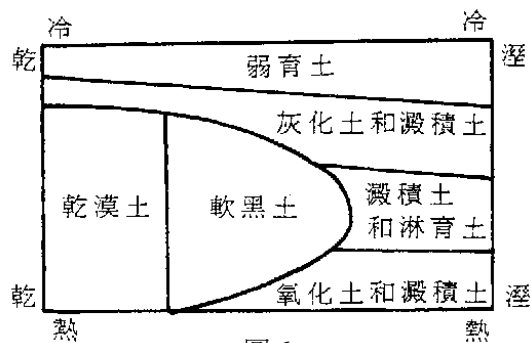 冷 冷
乾 弱育土 溼
灰化土和澱積土
乾漠土 軟黑土 澱積土
和淋育土
乾 氧化土和澱積土 溼
熱 熱